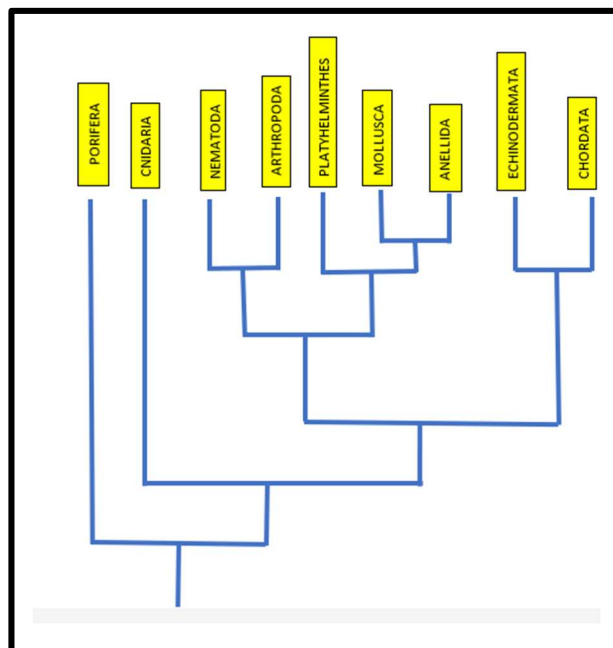 PORIFERA
CNIDARIA
NEMATODA
ARTHROPODA
PLATYHELMINTHES
MOLLUSCA
ANELLIDA
ECHINODERMATA
CHORDATA